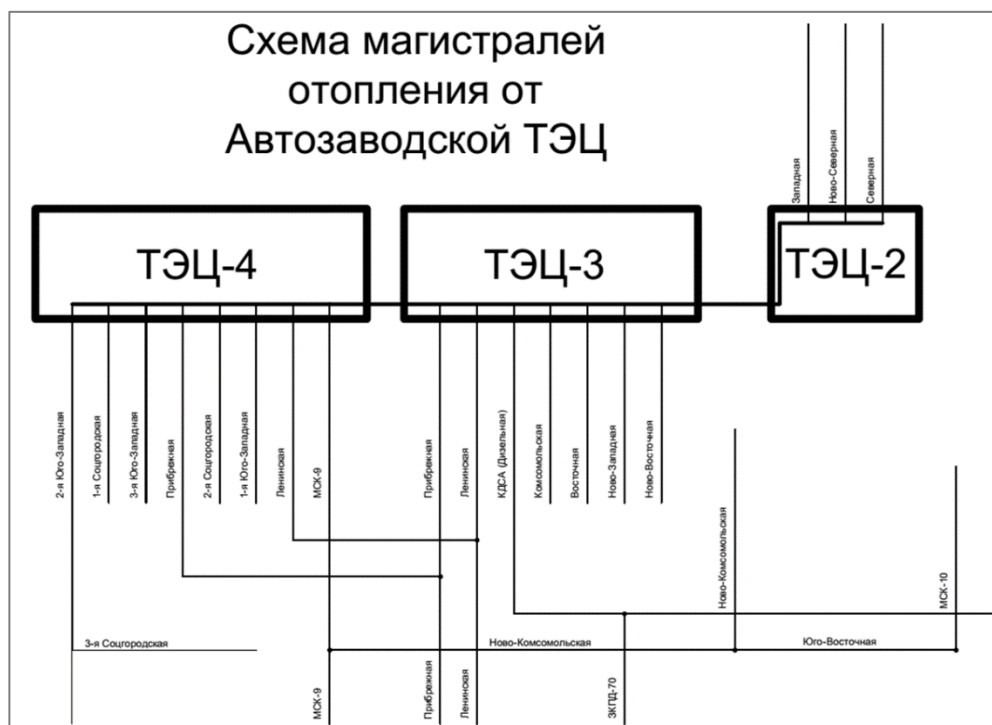 Схема магистралей
отопления от
Автозаводской ТЭЦ
Западная
Ново-Северная
Северная
ТЭЦ-4
ТЭЦ-3
ТЭЦ-2
2-я Юго-Западная
1-я Соцгородская
3-я Юго-Западная
Прибрежная
2-я Соцгородская
1-я Юго-Западная
Ленинская
МСК-9
Прибрежная
Ленинская
КДСА (Дизельная)
Комсомольская
Восточная
Ново-Западная
Ново-Восточная
Ново-Комсомольская
МСК-10
3-я Соцгородская
Ново-Комсомольская
Юго-Восточная
МСК-9
Прибрежная
Ленинская
ЗКПД-70